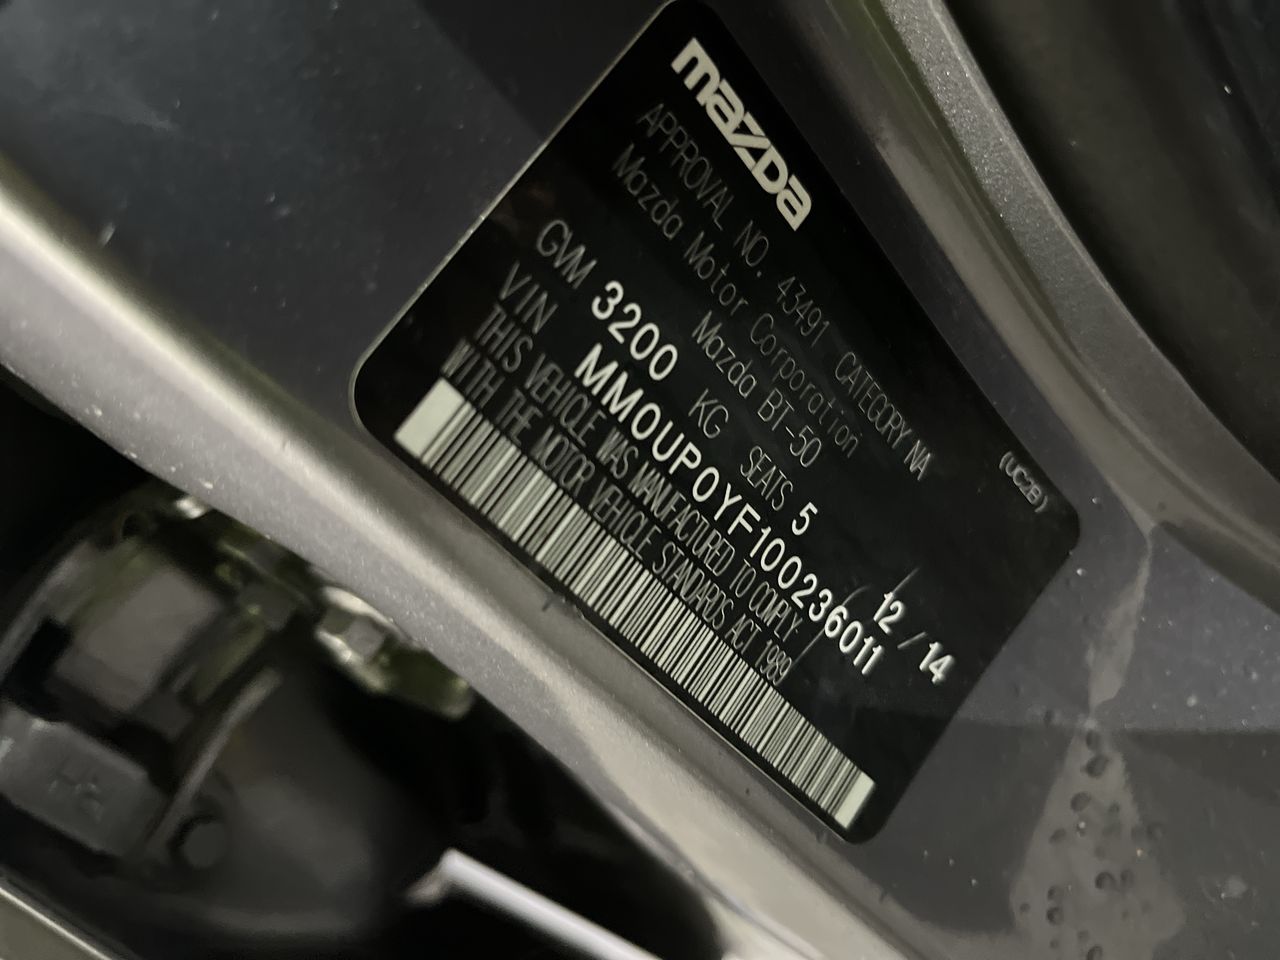 mazda
APPROVAL NO. 43491 CATEGORY NA
Mazda Motor Corporation
Mazda BT-50
(UC2B)
GVM 3200 KG SEATS 5
12/14
VIN MM0UP0YF100236011
THIS VEHICLE WAS MANUFACTURED TO COMPLY
WITH THE MOTOR VEHICLE STANDARDS ACT 1989